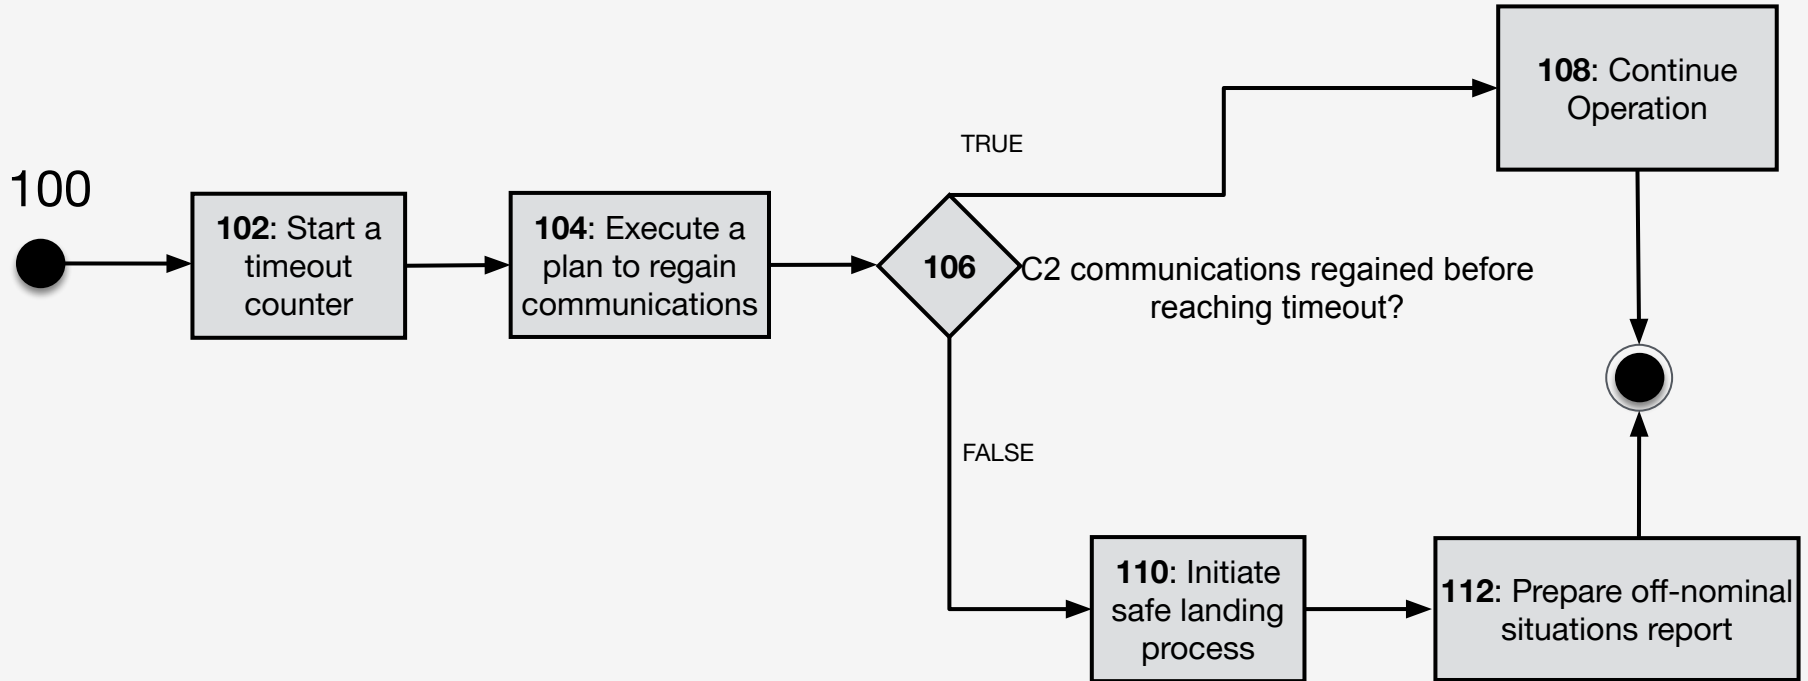 100
102: Start a
timeout
counter
104: Execute a
plan to regain
communications
106
C2 communications regained before
reaching timeout?
TRUE
108: Continue
Operation
FALSE
110: Initiate
safe landing
process
112: Prepare off-nominal
situations report